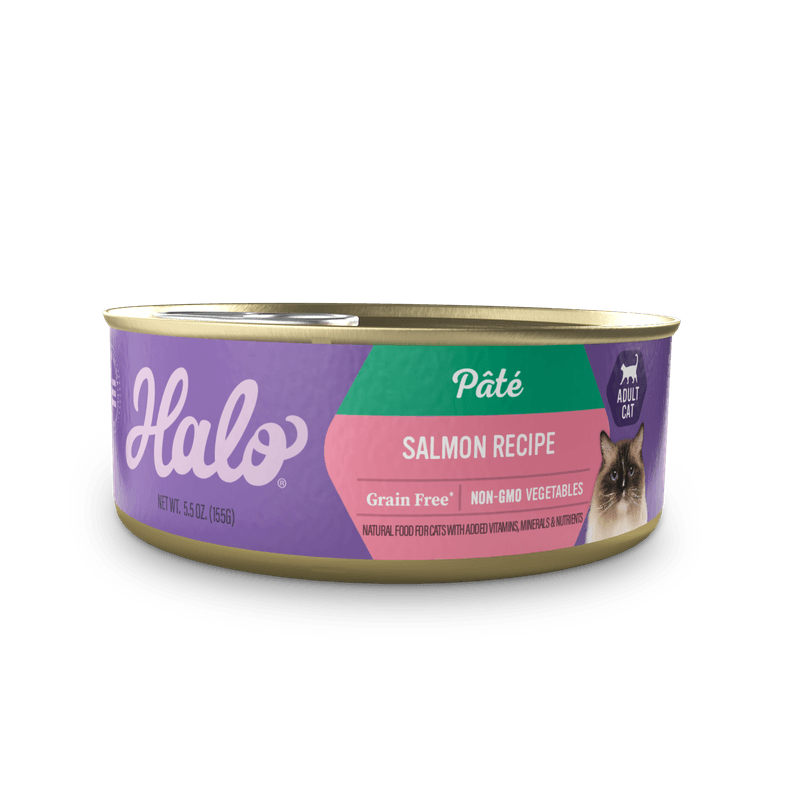 Halo®
NET WT. 5.5 OZ. (155G)
Pâté
SALMON RECIPE
Grain Free* | NON-GMO VEGETABLES
NATURAL FOOD FOR CATS WITH ADDED VITAMINS, MINERALS & NUTRIENTS
ADULT
CAT